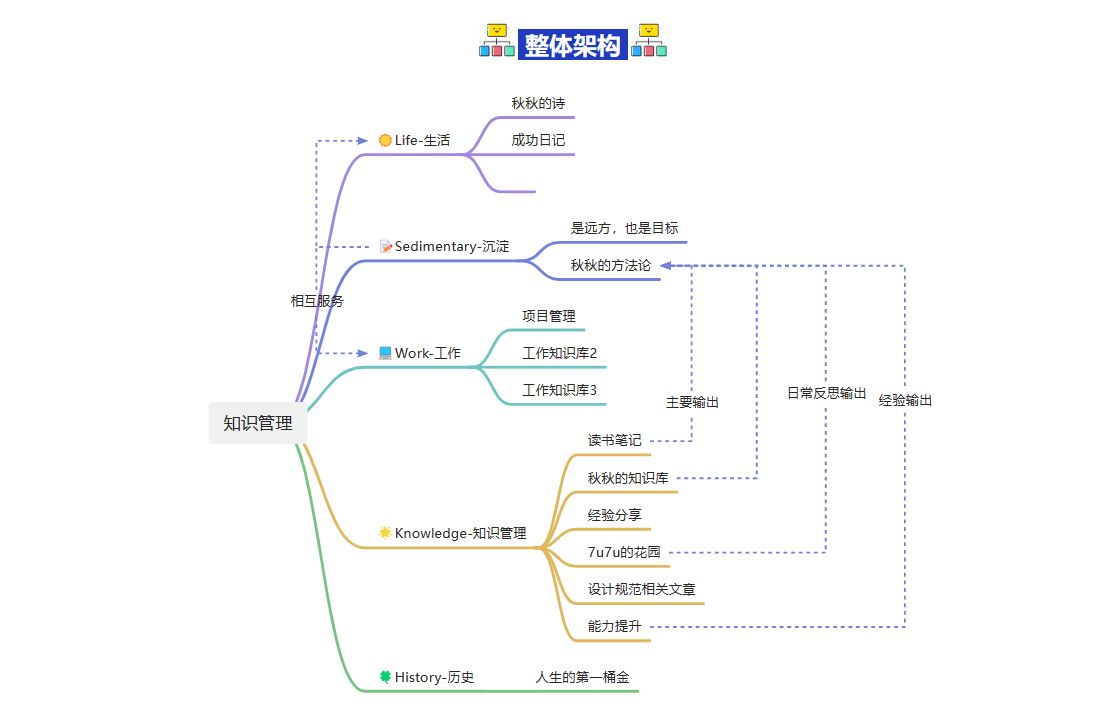 整体架构
秋秋的诗
Life-生活
成功日记
是远方，也是目标
Sedimentary-沉淀
秋秋的方法论
相互服务
项目管理
Work-工作
工作知识库2
工作知识库3
主要输出
日常反思输出
经验输出
知识管理
读书笔记
秋秋的知识库
经验分享
Knowledge-知识管理
7u7u的花园
设计规范相关文章
能力提升
History-历史
人生的第一桶金